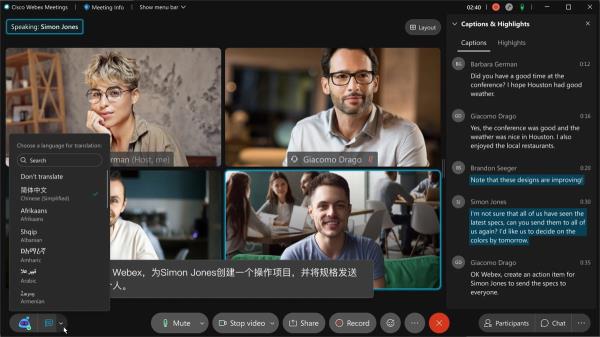 Cisco Webex Meetings
Meeting Info
Show menu bar
02:40
Speaking: Simon Jones
Layout
rman (Host, me)
Giacomo Drago
Choose a language for translation:
Search
Don't translate
简体中文
Chinese (Simplified)
Afrikaans
Afrikaans
Shqip
Albanian
Amharic
Arabic
Armenian
Webex，为Simon Jones创建一个操作项目，并将规格发送
个人。
Mute
Stop video
Share
Record
Captions & Highlights
Captions
Highlights
BG
Barbara German
0:12
Did you have a good time at the
conference? I hope Houston had good
weather.
GD
Giacomo Drago
0:16
Yes, the conference was good and the
weather was nice in Houston. I also
enjoyed the local restaurants.
BS
Brandon Seeger
0:20
Note that these designs are improving!
SJ
Simon Jones
0:30
I'm not sure that all of us have seen the
latest specs, can you send them to all of
us again? I'd like us to decide on the
colors by tomorrow.
GD
Giacomo Drago
0:35
OK Webex, create an action item for
Simon Jones to send the specs to
everyone.
Participants
Chat